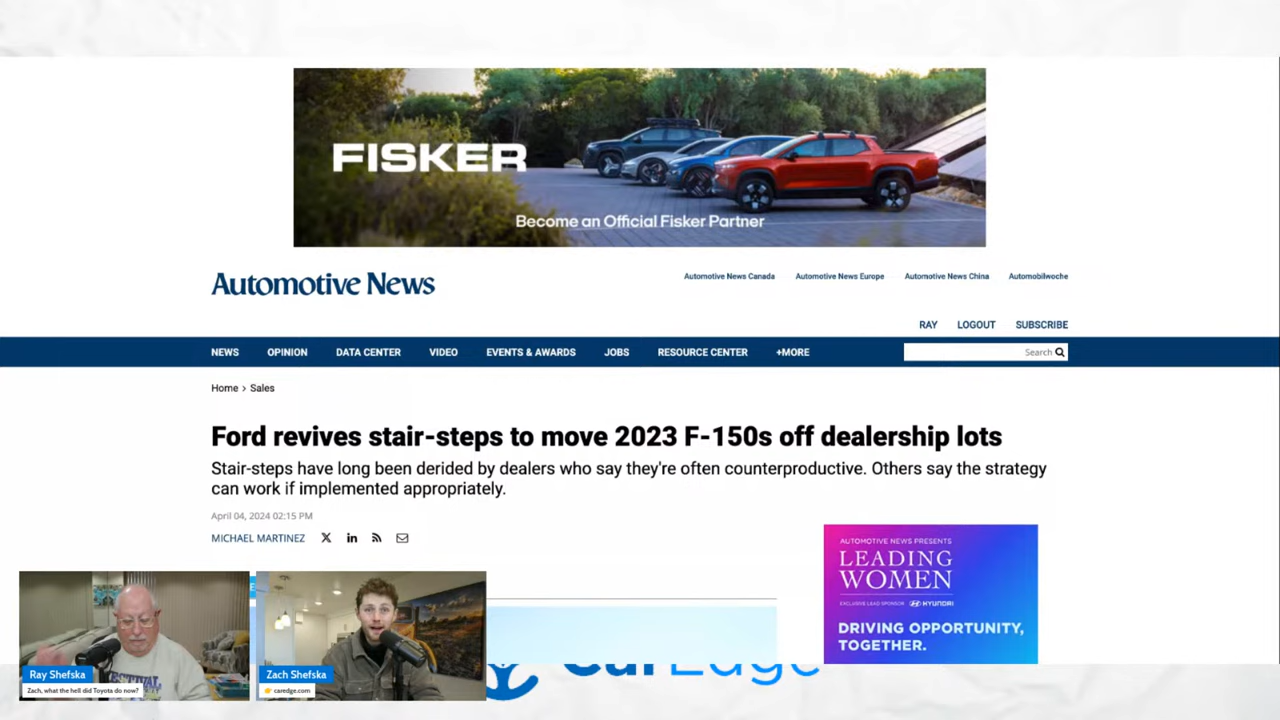 FISKER
Become an Official Fisker Partner
Automotive News
Automotive News Canada Automotive News Europe Automotive News China Automobilwoche
RAY LOGOUT SUBSCRIBE
NEWS OPINION DATA CENTER VIDEO EVENTS & AWARDS JOBS RESOURCE CENTER +MORE
Search
Home > Sales
Ford revives stair-steps to move 2023 F-150s off dealership lots
Stair-steps have long been derided by dealers who say they're often counterproductive. Others say the strategy
can work if implemented appropriately.
April 04, 2024 02:15 PM
MICHAEL MARTINEZ
AUTOMOTIVE NEWS PRESENTS
LEADING
WOMEN
EXCLUSIVE LEAD SPONSOR HYUNDAI
DRIVING OPPORTUNITY,
TOGETHER.
Ray Shefska
Zach, what the hell did Toyota do now?
Zach Shefska
👉 caredge.com
CarEdge